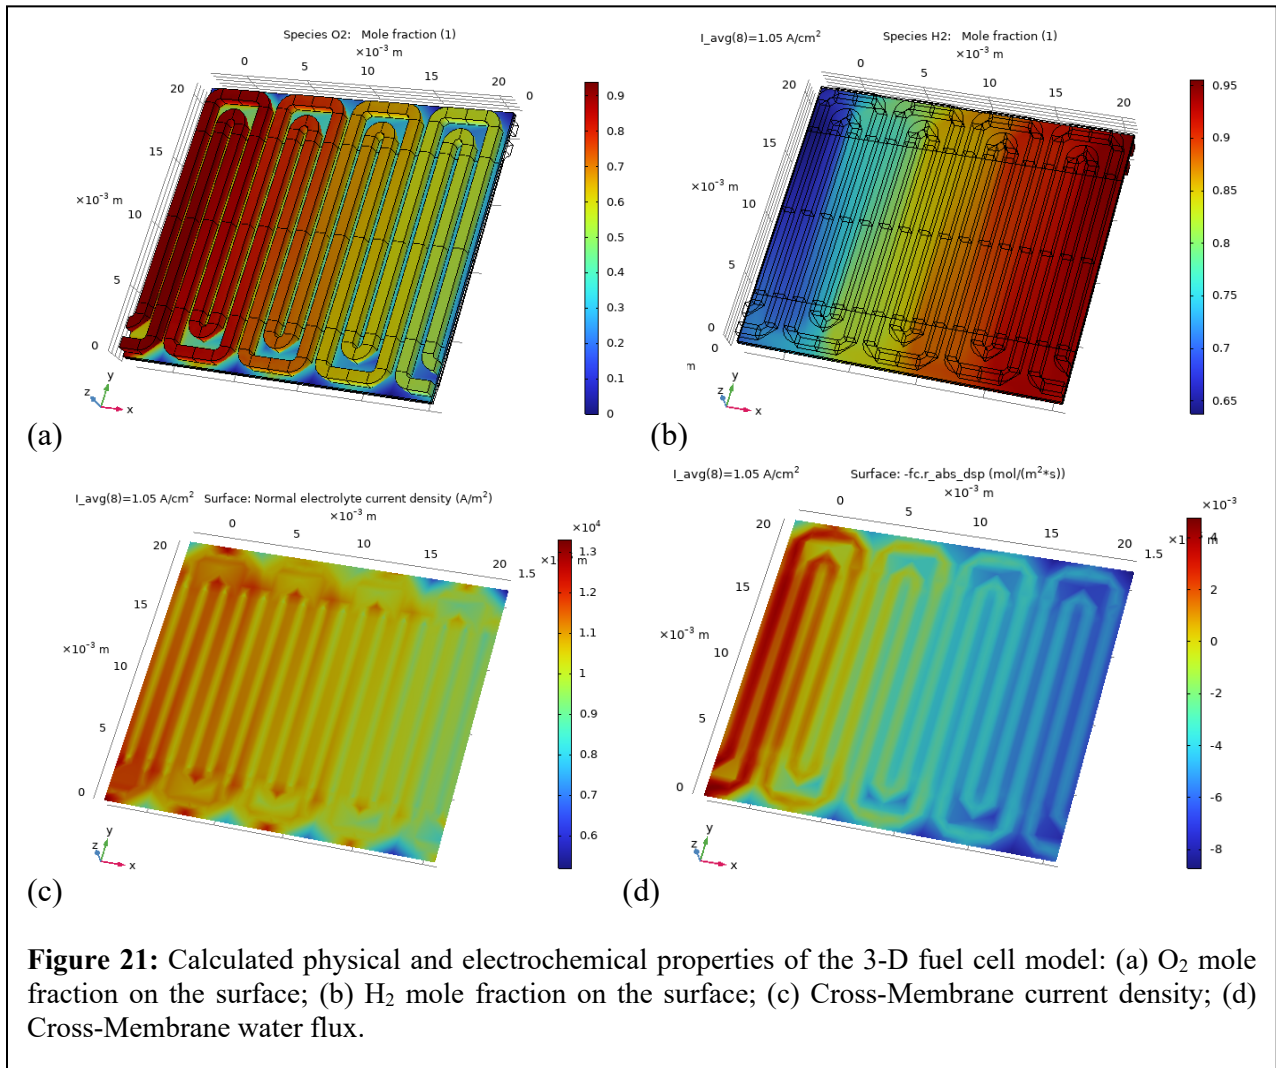 Species O2: Mole fraction (1)
×10⁻³ m
0 5 10 15 20
0
20
15
×10⁻³ m
10
5
0
0.9
0.8
0.7
0.6
0.5
0.4
0.3
0.2
0.1
0
y
z
x
(a)
I_avg(8)=1.05 A/cm² Species H2: Mole fraction (1)
×10⁻³ m
0 5 10 15 20
20
15
×10⁻³ m
10
5
0
0
m
0.95
0.9
0.85
0.8
0.75
0.7
0.65
y
z
x
(b)
I_avg(8)=1.05 A/cm² Surface: Normal electrolyte current density (A/m²)
×10⁻³ m
0 5 10 15 20
1.5
20
15
×10⁻³ m
10
5
0
×10⁴
1.3
1.2
1.1
1
0.9
0.8
0.7
0.6
y
z
x
(c)
I_avg(8)=1.05 A/cm² Surface: -fc.r_abs_dsp (mol/(m²*s))
×10⁻³ m
0 5 10 15 20
1.5
20
15
×10⁻³ m
10
5
0
×10⁻³
4
m
2
0
-2
-4
-6
-8
y
z
x
(d)
Figure 21: Calculated physical and electrochemical properties of the 3-D fuel cell model: (a) O₂ mole
fraction on the surface; (b) H₂ mole fraction on the surface; (c) Cross-Membrane current density; (d)
Cross-Membrane water flux.